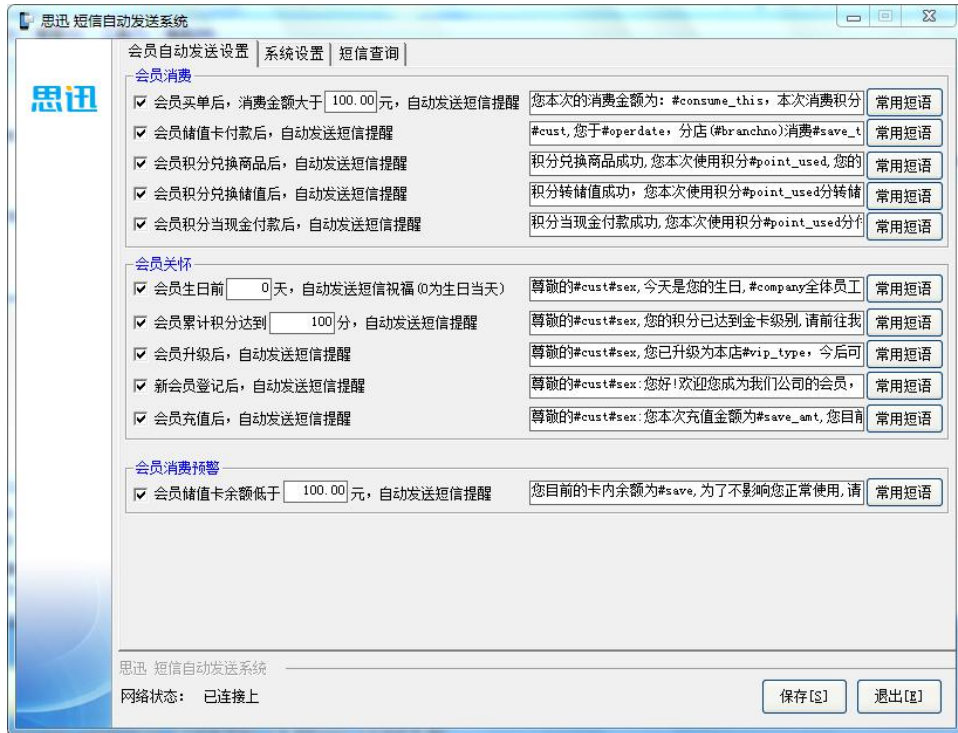 思迅 短信自动发送系统
会员自动发送设置 系统设置 短信查询
思迅
会员消费
会员买单后，消费金额大于 100.00 元，自动发送短信提醒 您本次的消费金额为：#consume_this，本次消费积分 常用短语
会员储值卡付款后，自动发送短信提醒 #cust,您于#operdate，分店(#branchno)消费#save_t 常用短语
会员积分兑换商品后，自动发送短信提醒 积分兑换商品成功,您本次使用积分#point_used,您的 常用短语
会员积分兑换储值后，自动发送短信提醒 积分转储值成功，您本次使用积分#point_used分转储 常用短语
会员积分当现金付款后，自动发送短信提醒 积分当现金付款成功,您本次使用积分#point_used分 常用短语
会员关怀
会员生日前 0 天，自动发送短信祝福(0为生日当天) 尊敬的#cust#sex,今天是您的生日,#company全体员工 常用短语
会员累计积分达到 100 分，自动发送短信提醒 尊敬的#cust#sex,您的积分已达到金卡级别,请前往我 常用短语
会员升级后，自动发送短信提醒 尊敬的#cust#sex,您已升级为本店#vip_type，今后可 常用短语
新会员登记后，自动发送短信提醒 尊敬的#cust#sex:您好!欢迎您成为我们公司的会员， 常用短语
会员充值后，自动发送短信提醒 尊敬的#cust#sex:您本次充值金额为#save_amt,您目前 常用短语
会员消费预警
会员储值卡余额低于 100.00 元，自动发送短信提醒 您目前的卡内余额为#save,为了不影响您正常使用,请 常用短语
思迅 短信自动发送系统
网络状态： 已连接上 保存[S] 退出[E]